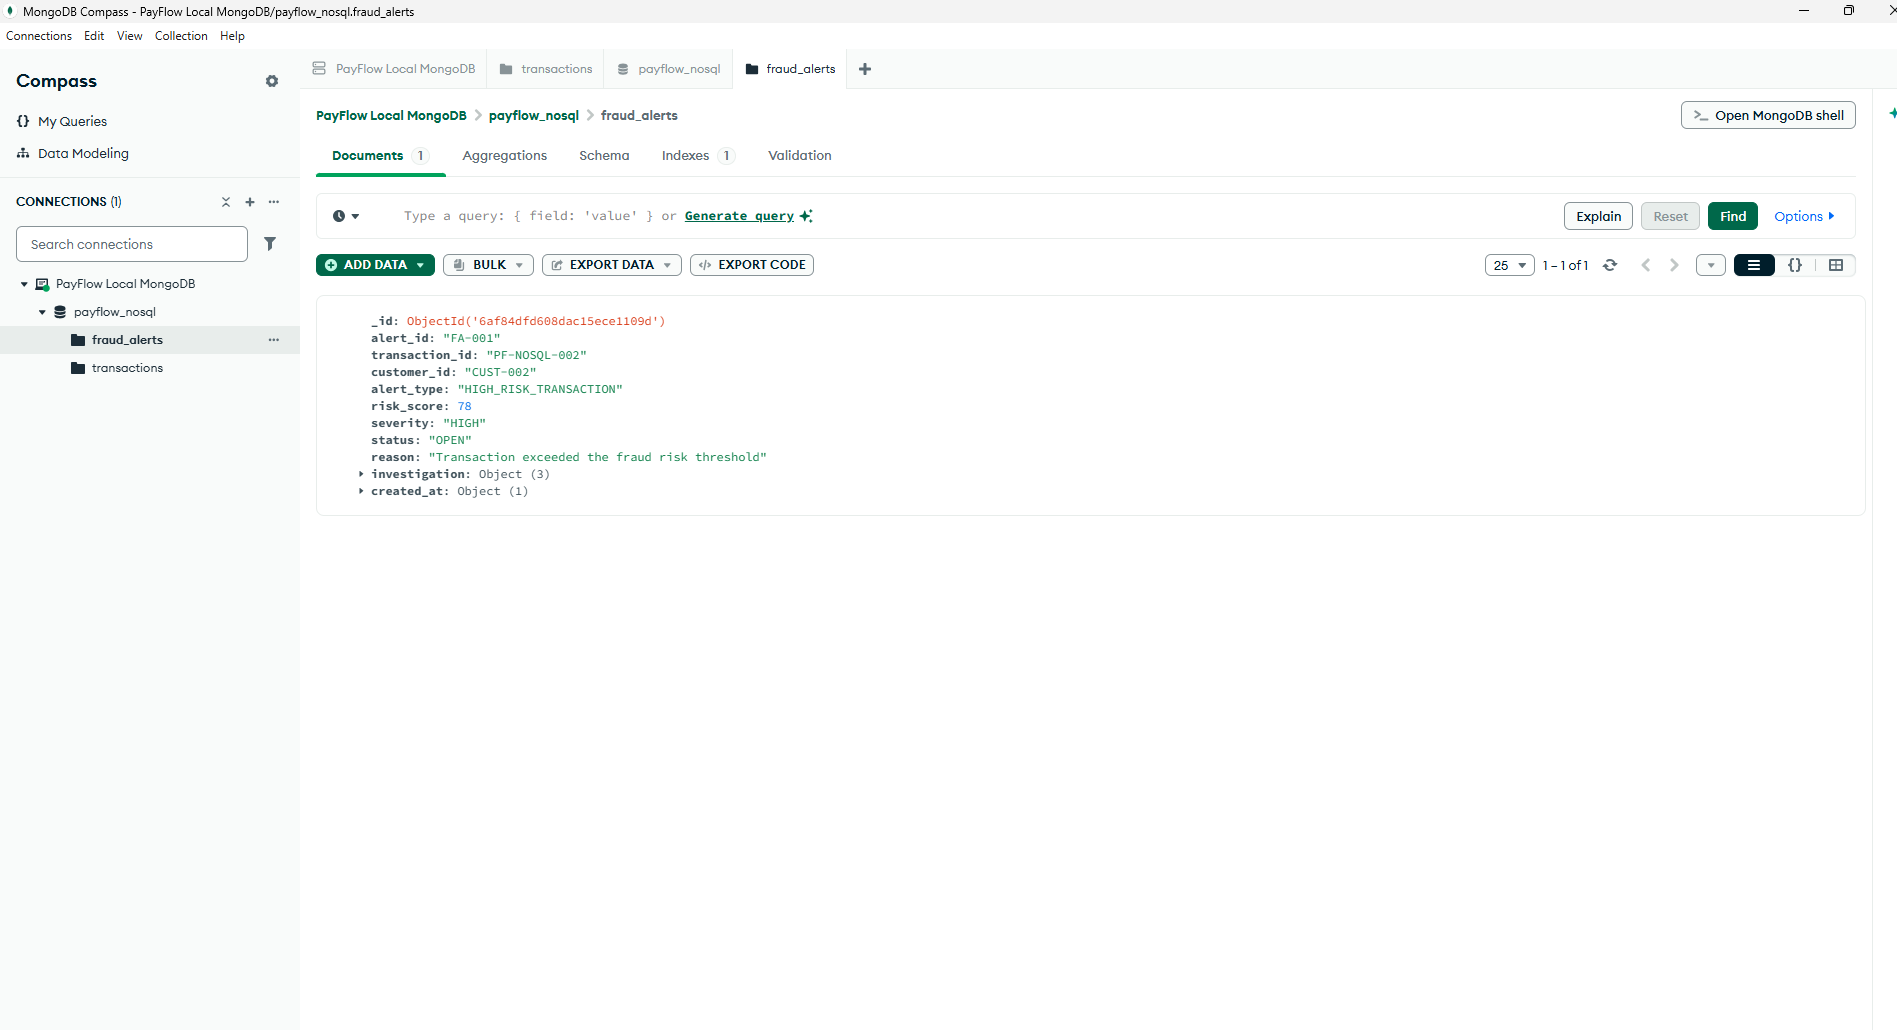 MongoDB Compass - PayFlow Local MongoDB/payflow_nosql.fraud_alerts
Connections Edit View Collection Help
Compass
My Queries
Data Modeling
CONNECTIONS (1)
Search connections
PayFlow Local MongoDB
payflow_nosql
fraud_alerts
transactions
PayFlow Local MongoDB transactions payflow_nosql fraud_alerts
PayFlow Local MongoDB > payflow_nosql > fraud_alerts
>_ Open MongoDB shell
Documents 1 Aggregations Schema Indexes 1 Validation
Type a query: { field: 'value' } or Generate query
Explain Reset Find Options
ADD DATA BULK EXPORT DATA </> EXPORT CODE
25 1 – 1 of 1 {}
_id: ObjectId('6af84dfd608dac15ece1109d')
alert_id: "FA-001"
transaction_id: "PF-NOSQL-002"
customer_id: "CUST-002"
alert_type: "HIGH_RISK_TRANSACTION"
risk_score: 78
severity: "HIGH"
status: "OPEN"
reason: "Transaction exceeded the fraud risk threshold"
investigation: Object (3)
created_at: Object (1)